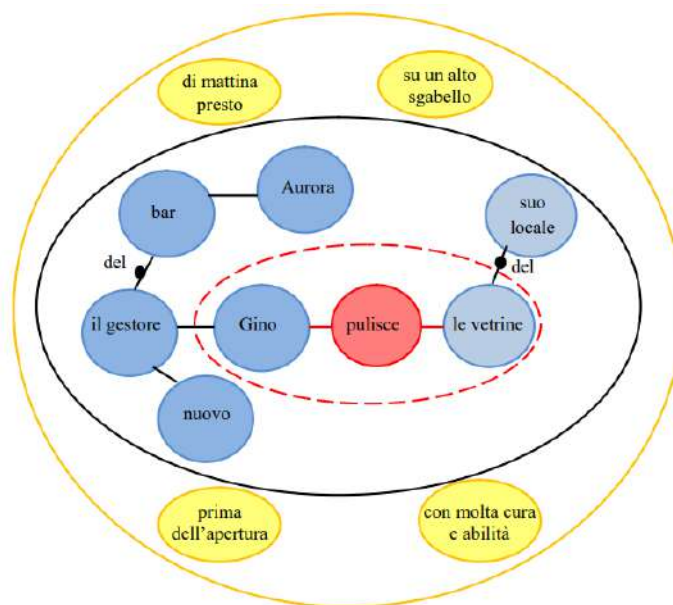 di mattina
presto
su un alto
sgabello
Aurora
bar
suo
locale
del
del
il gestore
Gino
pulisce
le vetrine
nuovo
prima
dell'apertura
con molta cura
e abilità